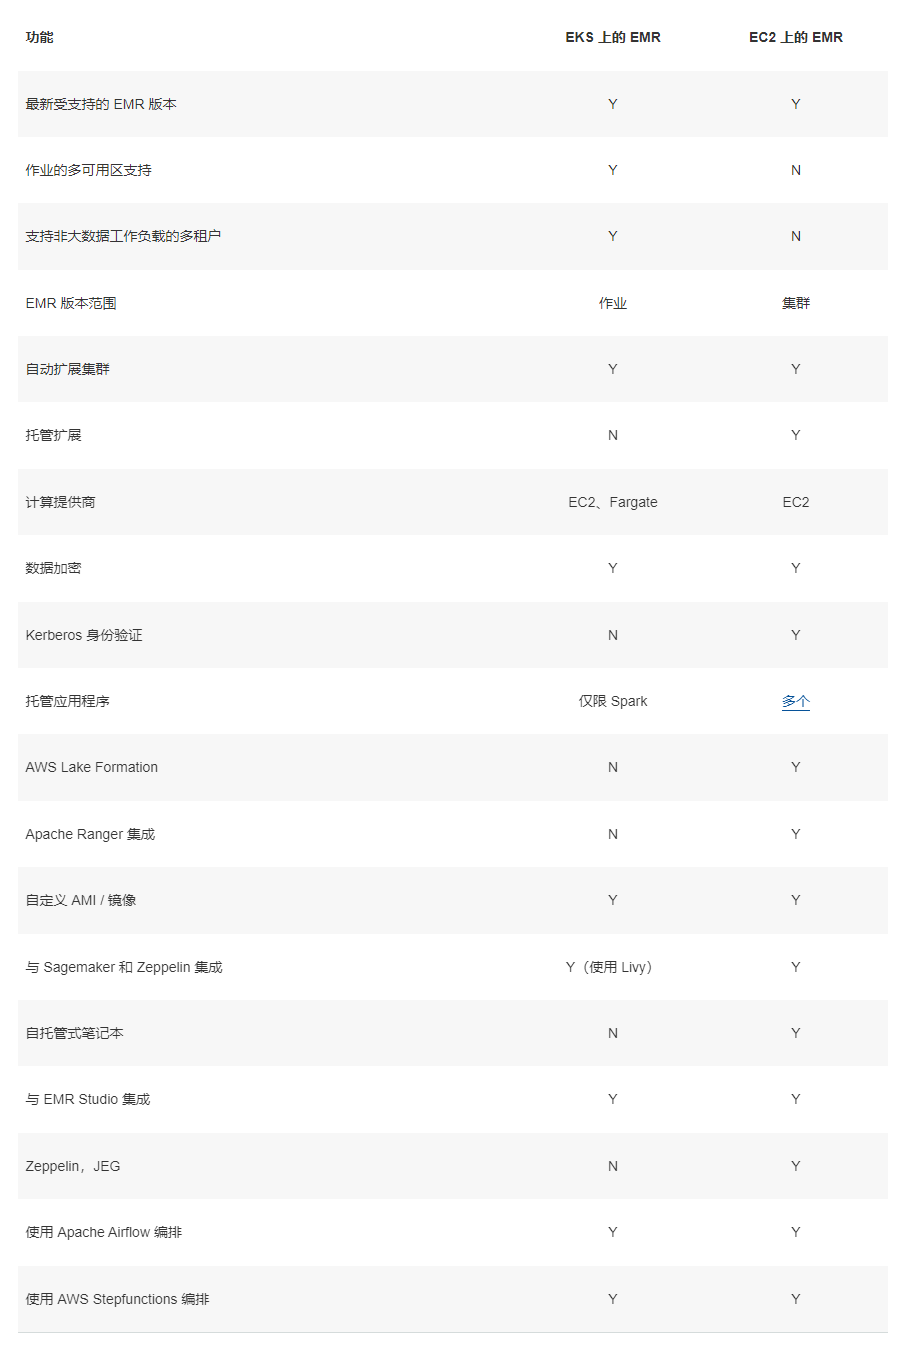 功能 EKS 上的 EMR EC2 上的 EMR
最新受支持的 EMR 版本 Y Y
作业的多可用区支持 Y N
支持非大数据工作负载的多租户 Y N
EMR 版本范围 作业 集群
自动扩展集群 Y Y
托管扩展 N Y
计算提供商 EC2、Fargate EC2
数据加密 Y Y
Kerberos 身份验证 N Y
托管应用程序 仅限 Spark 多个
AWS Lake Formation N Y
Apache Ranger 集成 N Y
自定义 AMI / 镜像 Y Y
与 Sagemaker 和 Zeppelin 集成 Y（使用 Livy） Y
自托管式笔记本 N Y
与 EMR Studio 集成 Y Y
Zeppelin，JEG N Y
使用 Apache Airflow 编排 Y Y
使用 AWS Stepfunctions 编排 Y Y